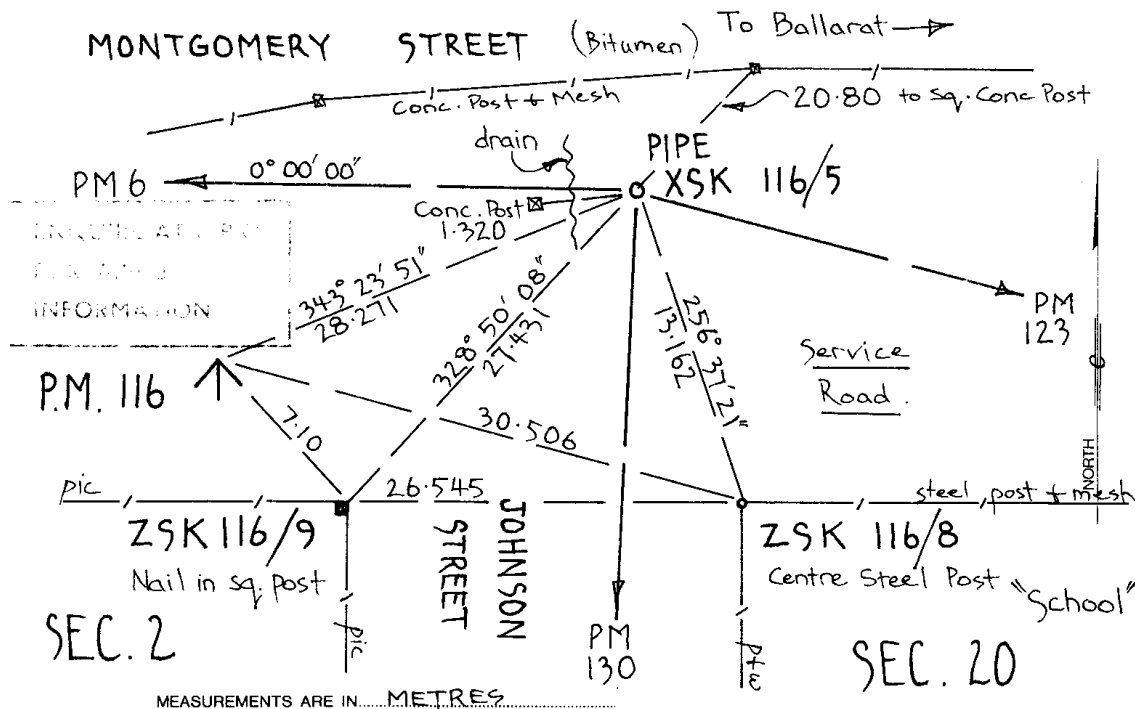 MONTGOMERY STREET (Bitumen) To Ballarat
Conc. Post + Mesh
20.80 to Sq. Conc Post
drain
PIPE
XSK 116/5
PM 6
0° 00' 00"
Conc. Post
1.320
INFORMATION
343° 23' 51"
28.271
328° 50' 08"
27.431
256° 37' 21"
13.162
PM
123
Service
Road.
P.M. 116
7.10
30.506
NORTH
pic
26.545
steel post + mesh
ZSK 116/9
Nail in sq. post
JOHNSON
STREET
ZSK 116/8
Centre Steel Post
"School"
SEC. 2
pic
PM
130
p+w
SEC. 20
MEASUREMENTS ARE IN METRES